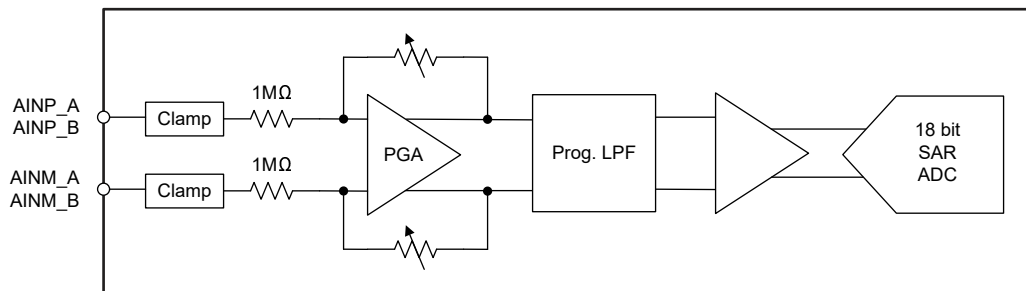 AINP_A
AINP_B
Clamp
1MΩ
PGA
Prog. LPF
18 bit
SAR
ADC
AINM_A
AINM_B
Clamp
1MΩ